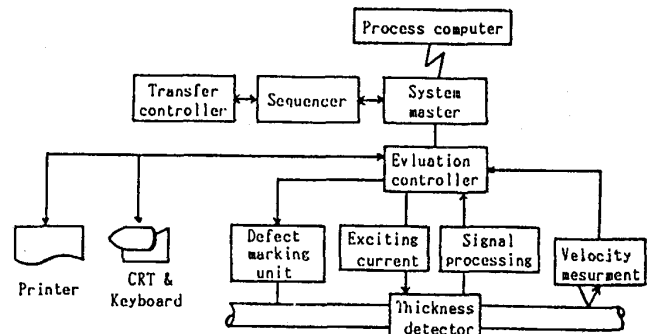 Process computer
Transfer
controller
Sequencer
System
master
Evluation
controller
Defect
marking
unit
Exciting
current
Signal
processing
Velocity
mesurment
Printer
CRT &
Keyboard
Thickness
detector